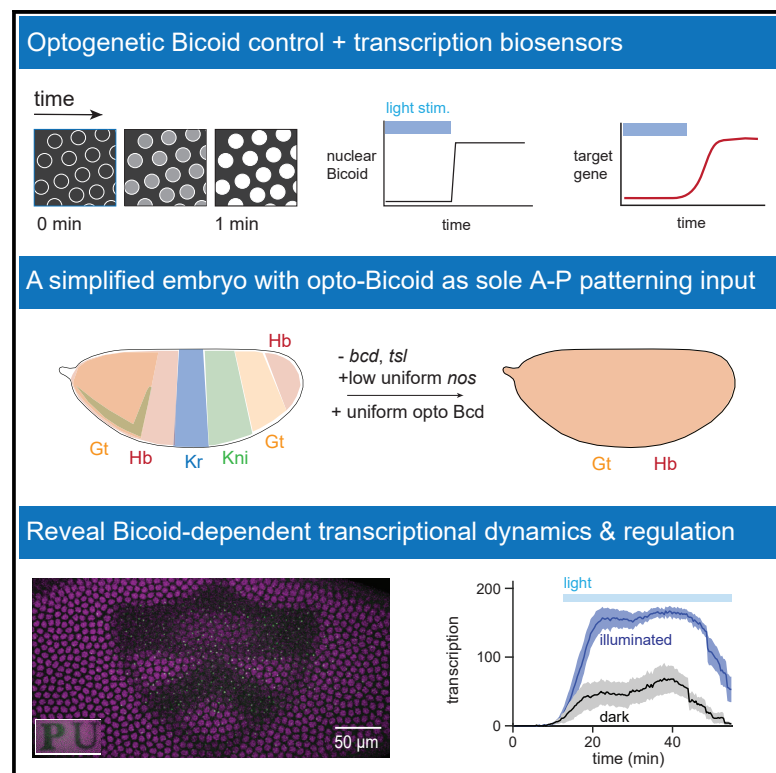 Optogenetic Bicoid control + transcription biosensors
time
0 min
1 min
light stim.
nuclear
Bicoid
time
target
gene
time
A simplified embryo with opto-Bicoid as sole A-P patterning input
Hb
Gt
Hb
Kr
Kni
Gt
- bcd, tsl
+low uniform nos
+ uniform opto Bcd
Gt
Hb
Reveal Bicoid-dependent transcriptional dynamics & regulation
PU
50 µm
light
200
illuminated
transcription
100
dark
0
0
20
40
time (min)